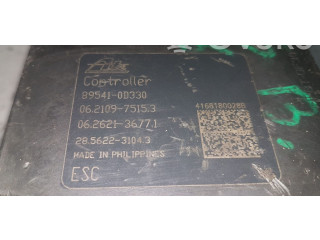 Controller
89541-0D330
06.2109-7515.3
06.2621-3677.1
28.5622-3104.3
MADE IN PHILIPPINES
ESC